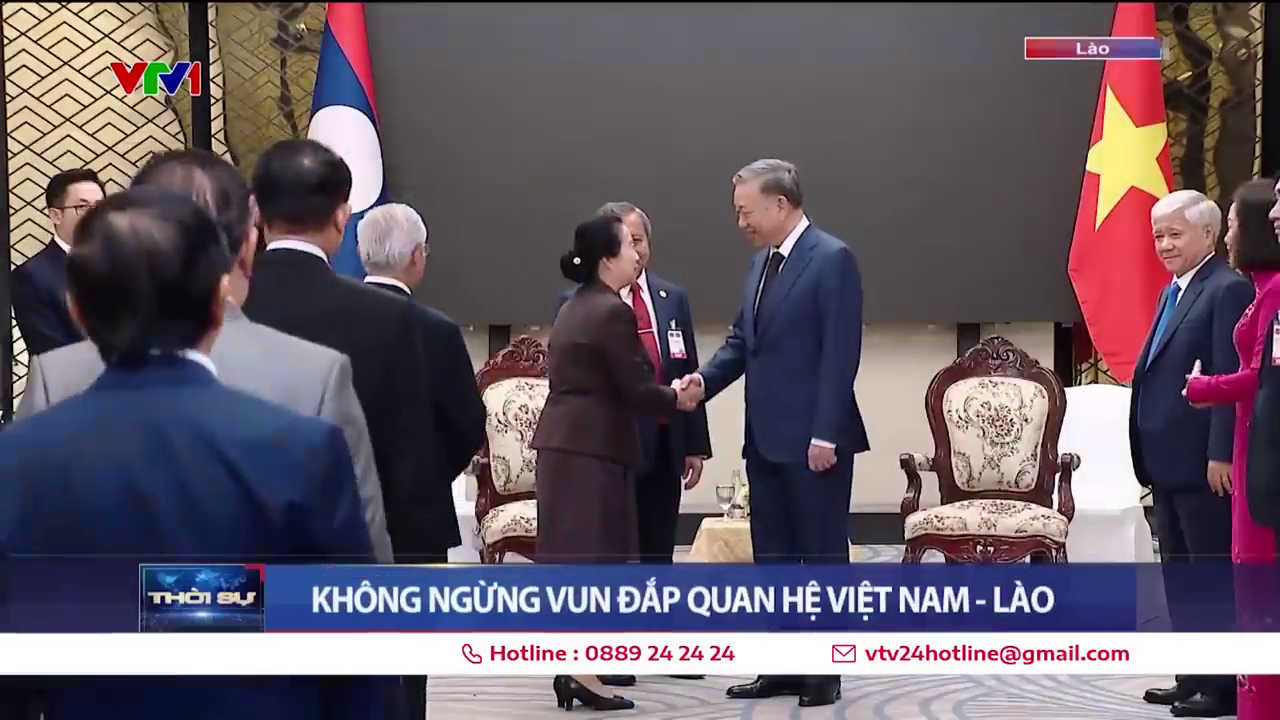 VTV1
Lào
THỜI SỰ
KHÔNG NGỪNG VUN ĐẮP QUAN HỆ VIỆT NAM - LÀO
Hotline : 0889 24 24 24
vtv24hotline@gmail.com